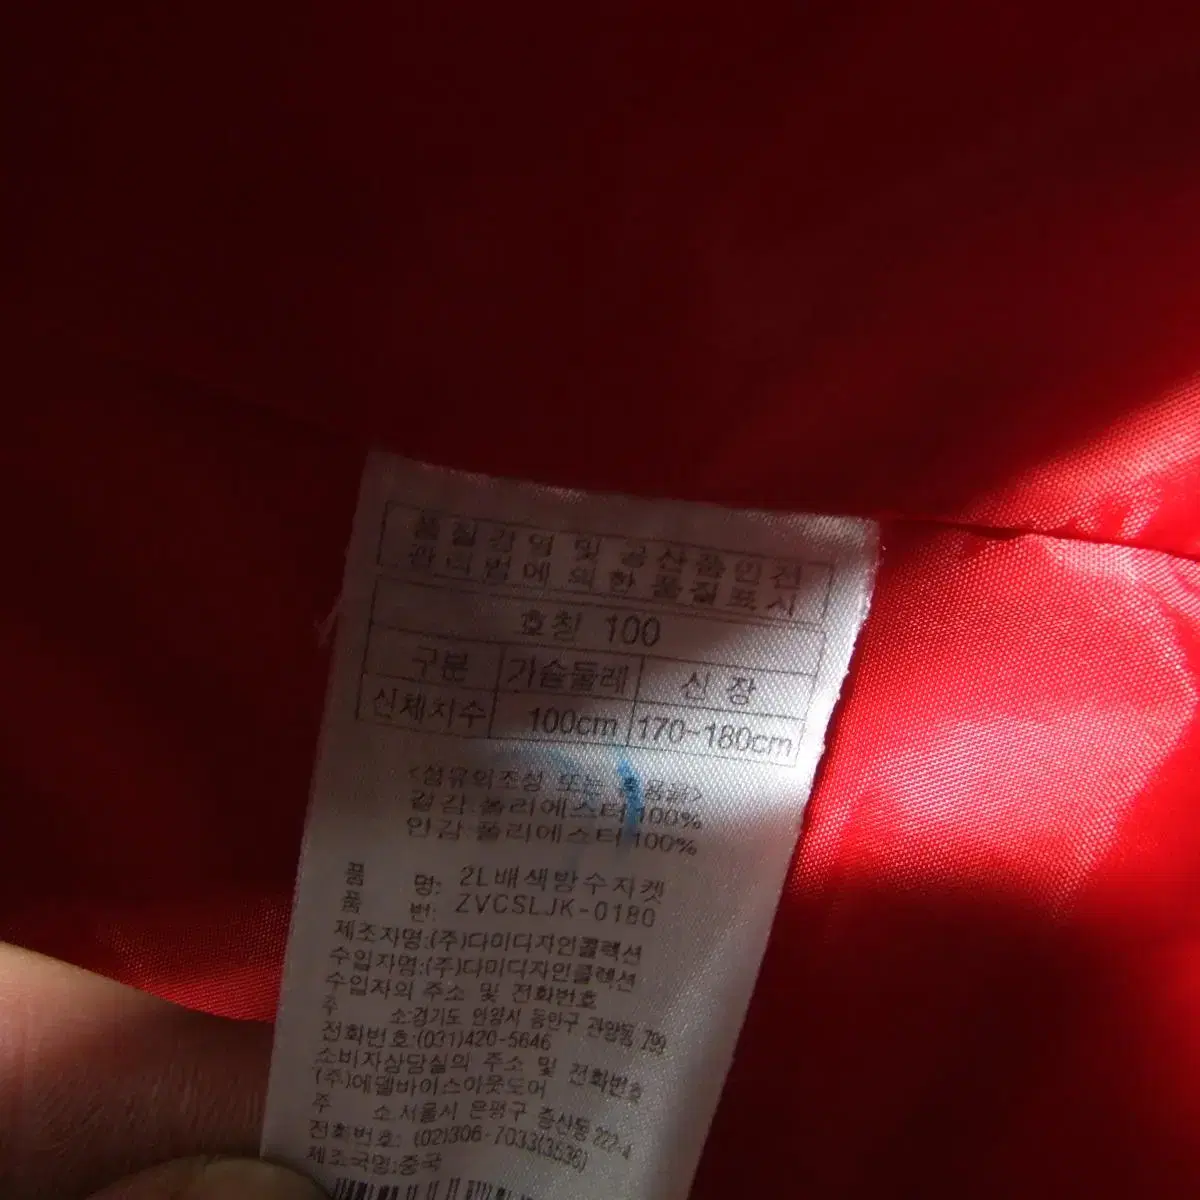 품질경영 및 공산품안전
관리법에 의한 품질표시
호칭 100
구분 가슴둘레 신 장
신체치수 100cm 170-180cm
<섬유의조성 또는 혼용율>
겉감:폴리에스터100%
안감:폴리에스터100%
품 명: 2L배색방수자켓
품 번: ZVCSLJK-0180
제조자명:(주)다미디자인콜렉션
수입자명:(주)다미디자인콜렉션
수입자의 주소 및 전화번호
주 소:경기도 안양시 동안구 관양동 799
전화번호:(031)420-5646
소비자상담실의 주소 및 전화번호
(주)에델바이스아웃도어
주 소:서울시 은평구 증산동 222-4
전화번호: (02)306-7033(3536)
제조국명:중국